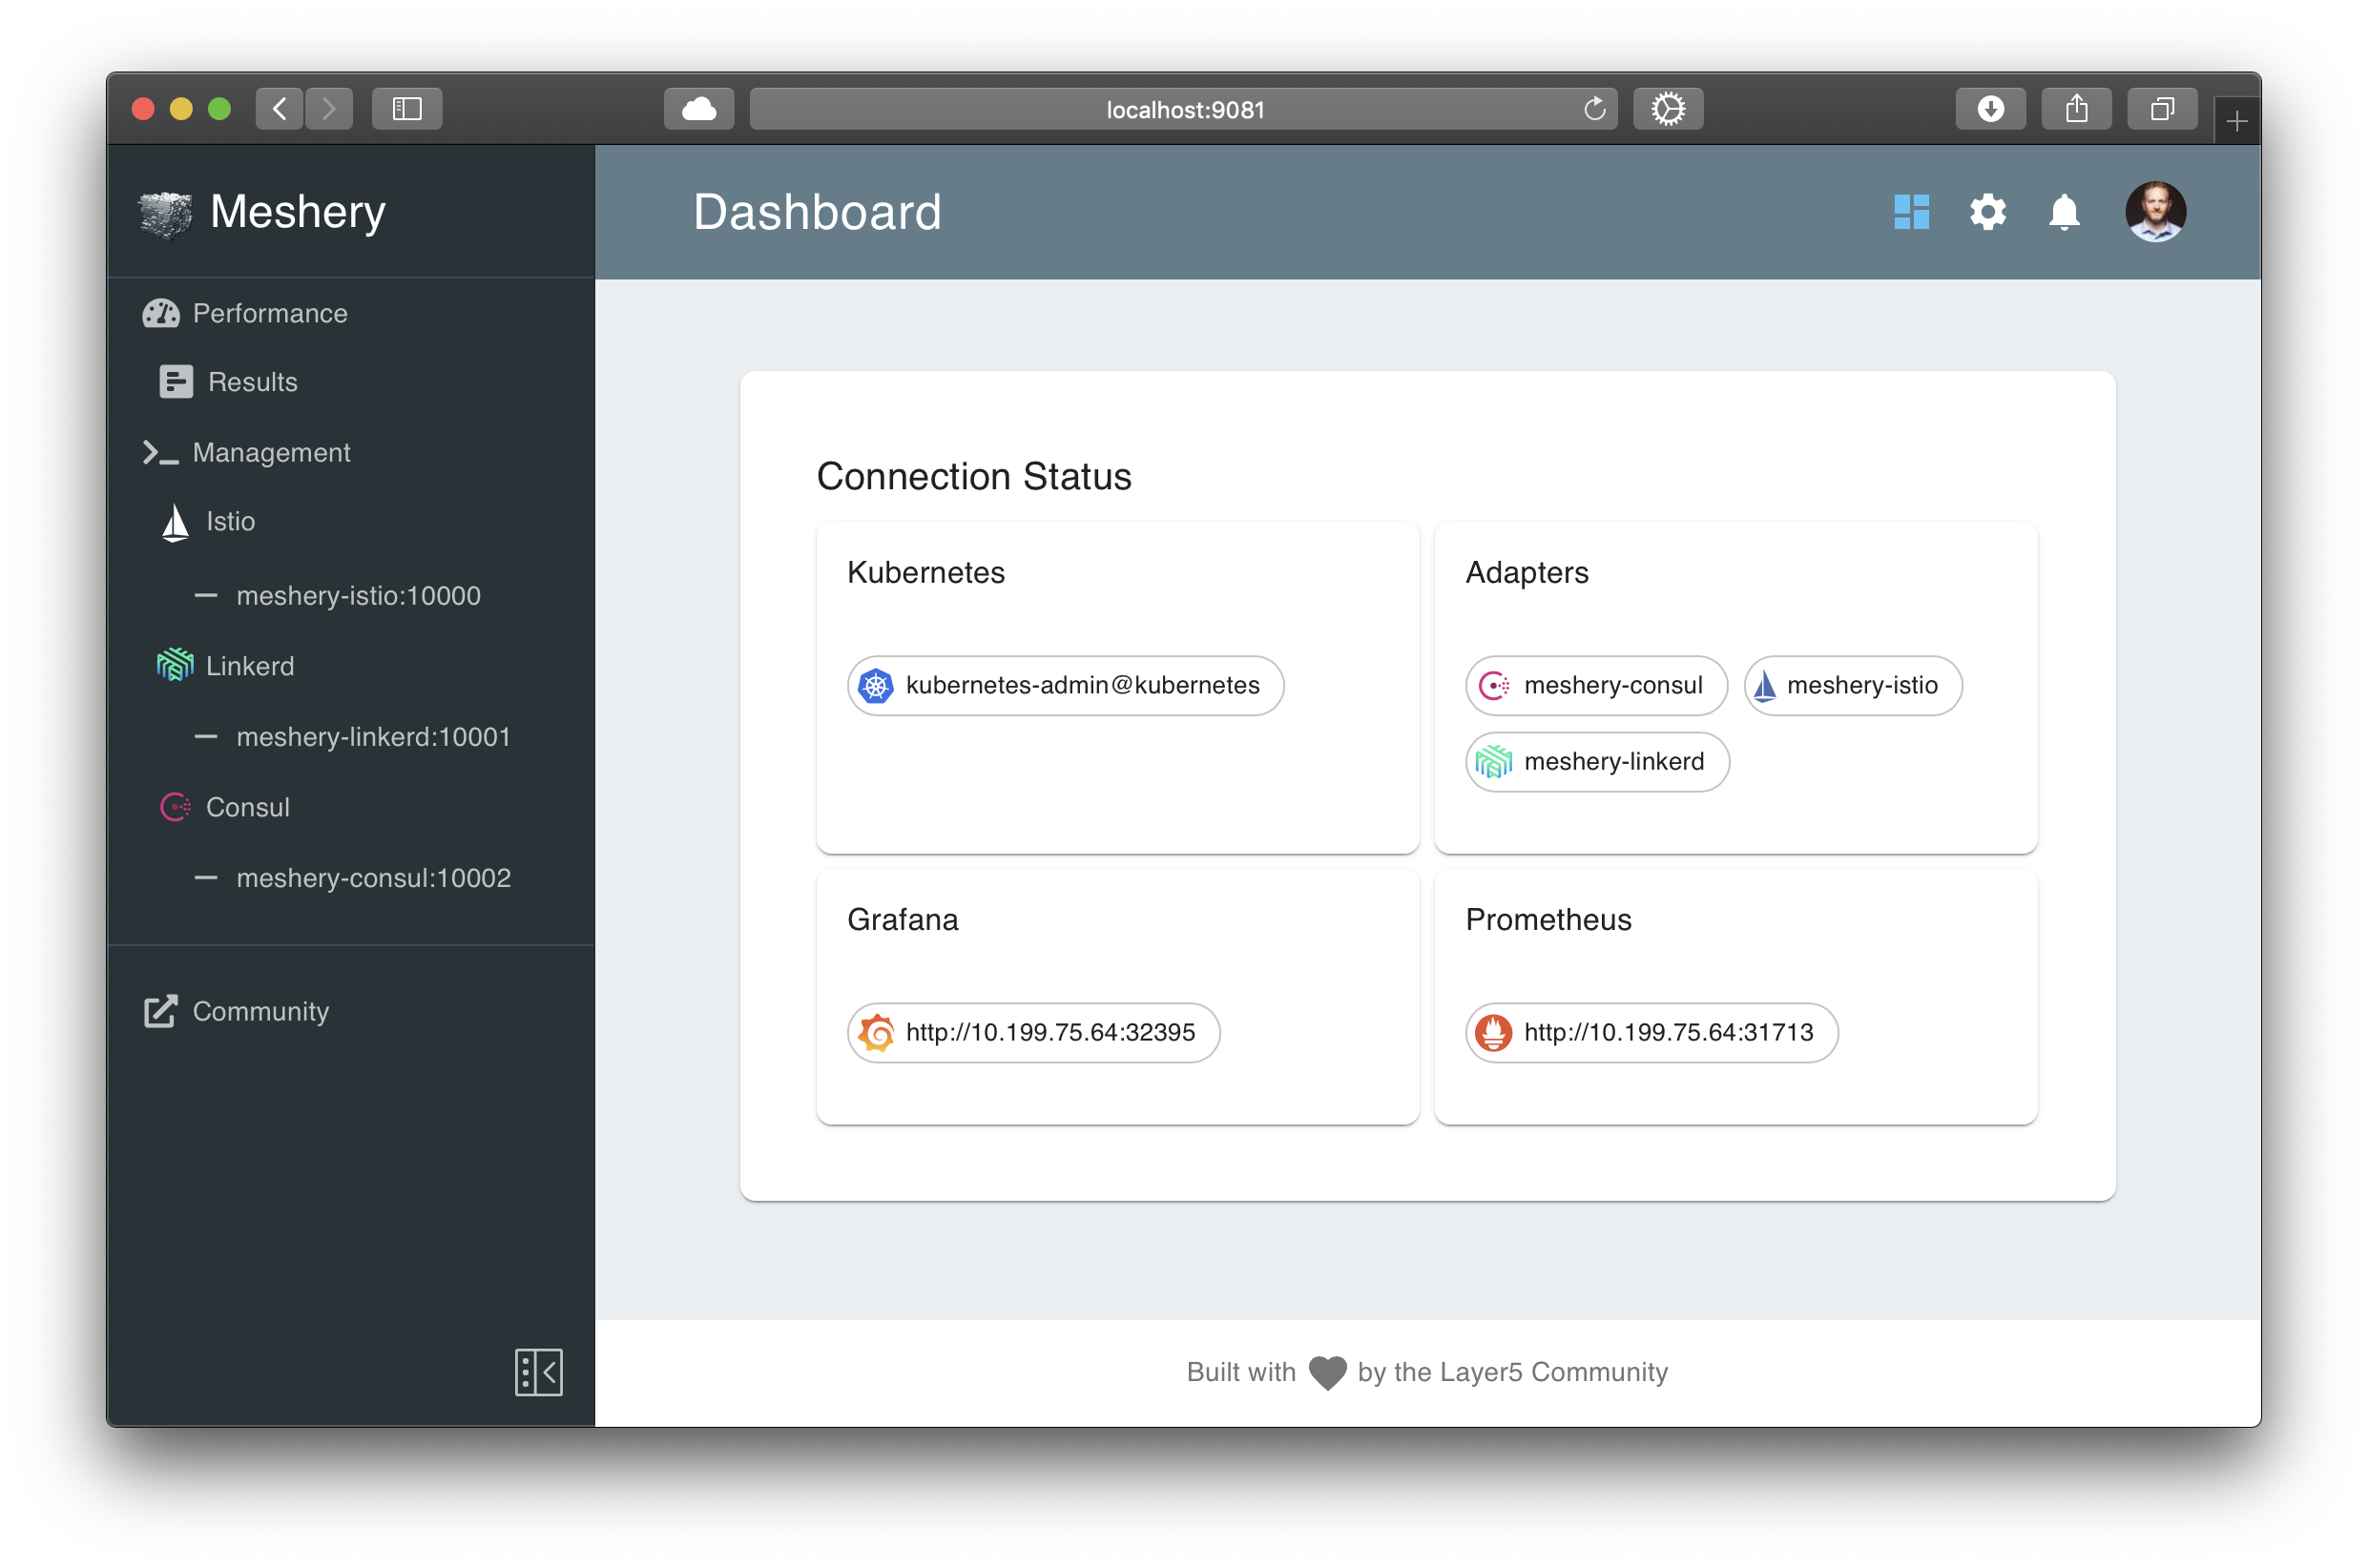 localhost:9081
Meshery
Dashboard
Performance
Results
Management
Istio
meshery-istio:10000
Linkerd
meshery-linkerd:10001
Consul
meshery-consul:10002
Community
Connection Status
Kubernetes
kubernetes-admin@kubernetes
Adapters
meshery-consul
meshery-istio
meshery-linkerd
Grafana
http://10.199.75.64:32395
Prometheus
http://10.199.75.64:31713
Built with by the Layer5 Community